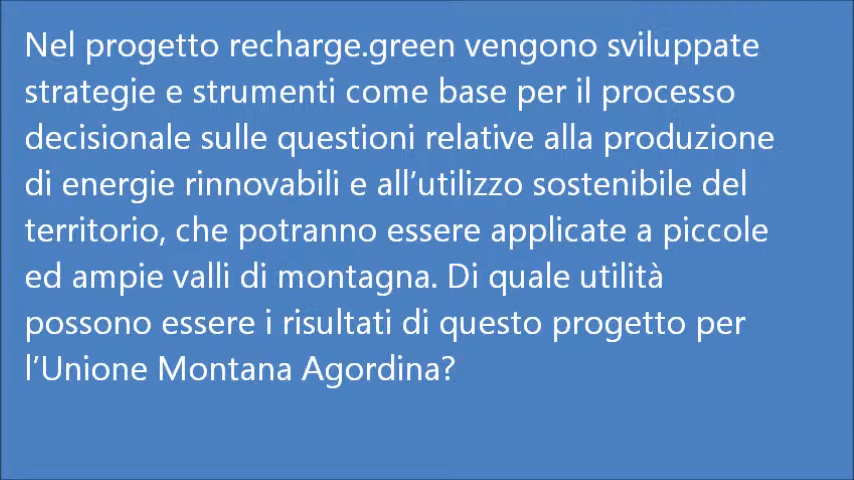 Nel progetto recharge.green vengono sviluppate
strategie e strumenti come base per il processo
decisionale sulle questioni relative alla produzione
di energie rinnovabili e all’utilizzo sostenibile del
territorio, che potranno essere applicate a piccole
ed ampie valli di montagna. Di quale utilità
possono essere i risultati di questo progetto per
l’Unione Montana Agordina?